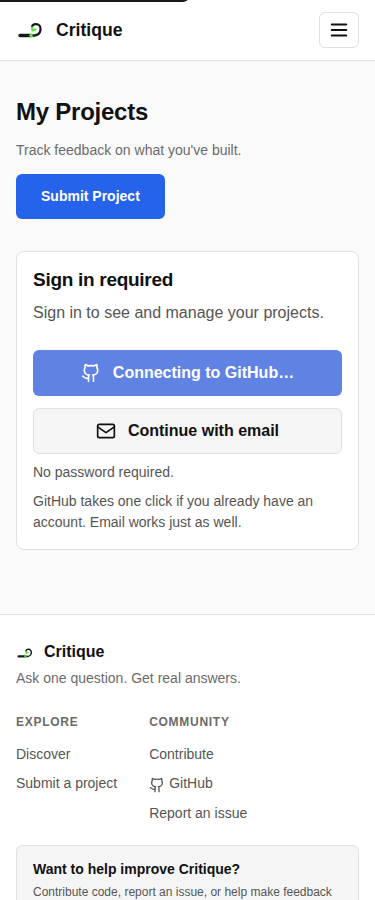 Critique
My Projects
Track feedback on what you've built.
Submit Project
Sign in required
Sign in to see and manage your projects.
Connecting to GitHub…
Continue with email
No password required.
GitHub takes one click if you already have an
account. Email works just as well.
Critique
Ask one question. Get real answers.
EXPLORE
Discover
Submit a project
COMMUNITY
Contribute
GitHub
Report an issue
Want to help improve Critique?
Contribute code, report an issue, or help make feedback